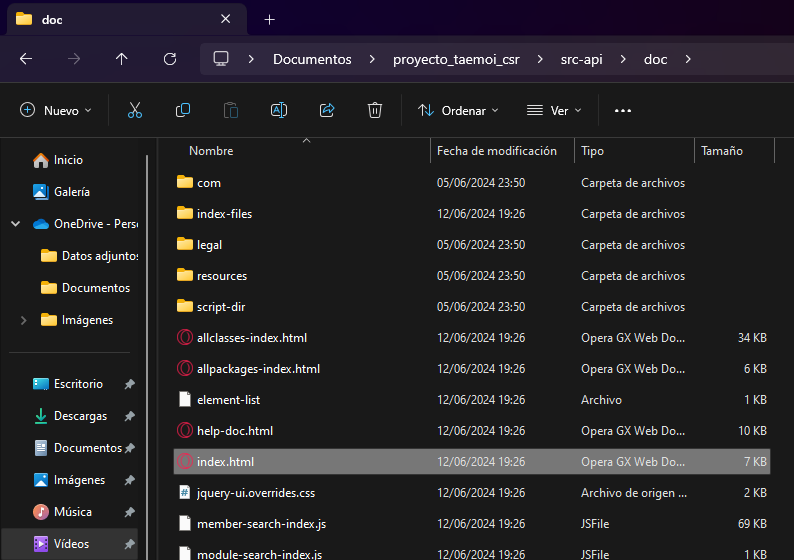 doc
Documentos > proyecto_taemoi_csr > src-api > doc >
Nuevo Ordenar Ver ...
Nombre Fecha de modificación Tipo Tamaño
Inicio
Galería
OneDrive - Perso
Datos adjuntos
Documentos
Imágenes
Escritorio
Descargas
Documentos
Imágenes
Música
Vídeos
com 05/06/2024 23:50 Carpeta de archivos
index-files 12/06/2024 19:26 Carpeta de archivos
legal 05/06/2024 23:50 Carpeta de archivos
resources 05/06/2024 23:50 Carpeta de archivos
script-dir 05/06/2024 23:50 Carpeta de archivos
allclasses-index.html 12/06/2024 19:26 Opera GX Web Do... 34 KB
allpackages-index.html 12/06/2024 19:26 Opera GX Web Do... 6 KB
element-list 12/06/2024 19:26 Archivo 1 KB
help-doc.html 12/06/2024 19:26 Opera GX Web Do... 10 KB
index.html 12/06/2024 19:26 Opera GX Web Do... 7 KB
jquery-ui.overrides.css 12/06/2024 19:26 Archivo de origen ... 2 KB
member-search-index.js 12/06/2024 19:26 JSFile 69 KB
module-search-index.js 12/06/2024 19:26 JSFile 1 KB